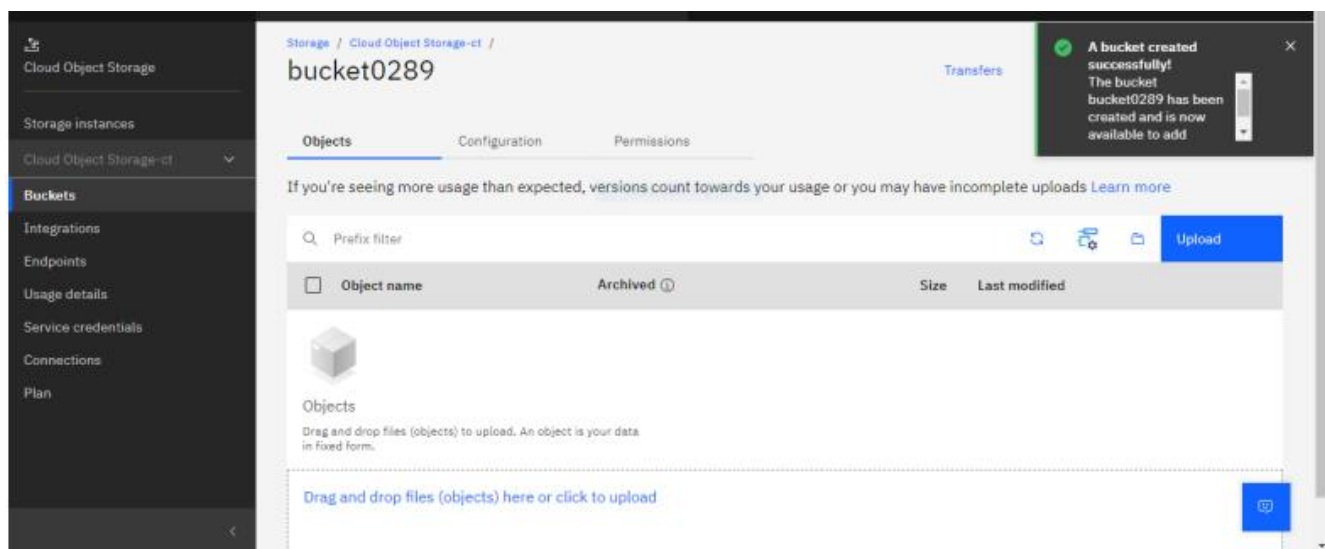 Cloud Object Storage
Storage instances
Cloud Object Storage-ct
Buckets
Integrations
Endpoints
Usage details
Service credentials
Connections
Plan
Storage / Cloud Object Storage-ct /
bucket0289
Transfers
A bucket created
successfully!
The bucket
bucket0289 has been
created and is now
available to add
Objects Configuration Permissions
If you're seeing more usage than expected, versions count towards your usage or you may have incomplete uploads Learn more
Prefix filter
Upload
Object name Archived Size Last modified
Objects
Drag and drop files (objects) to upload. An object is your data
in fixed form.
Drag and drop files (objects) here or click to upload